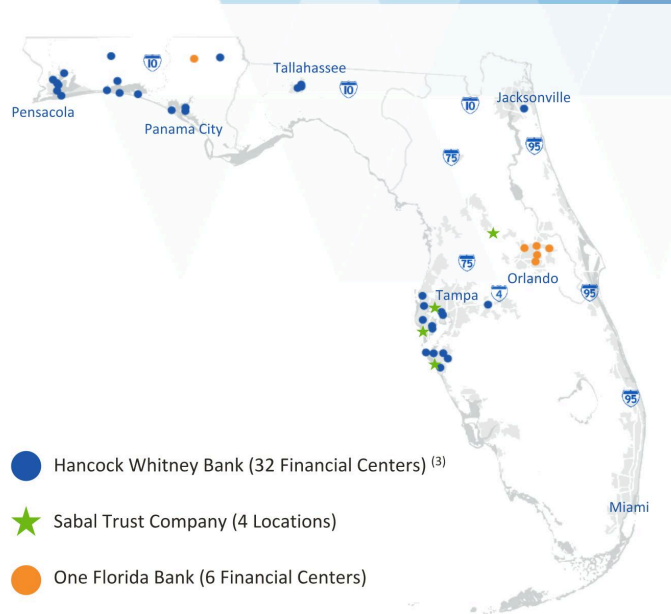 10
Tallahassee
10
10
Jacksonville
Pensacola
Panama City
95
75
75
Orlando
Tampa
4
95
95
Hancock Whitney Bank (32 Financial Centers) (3)
Sabal Trust Company (4 Locations)
Miami
One Florida Bank (6 Financial Centers)